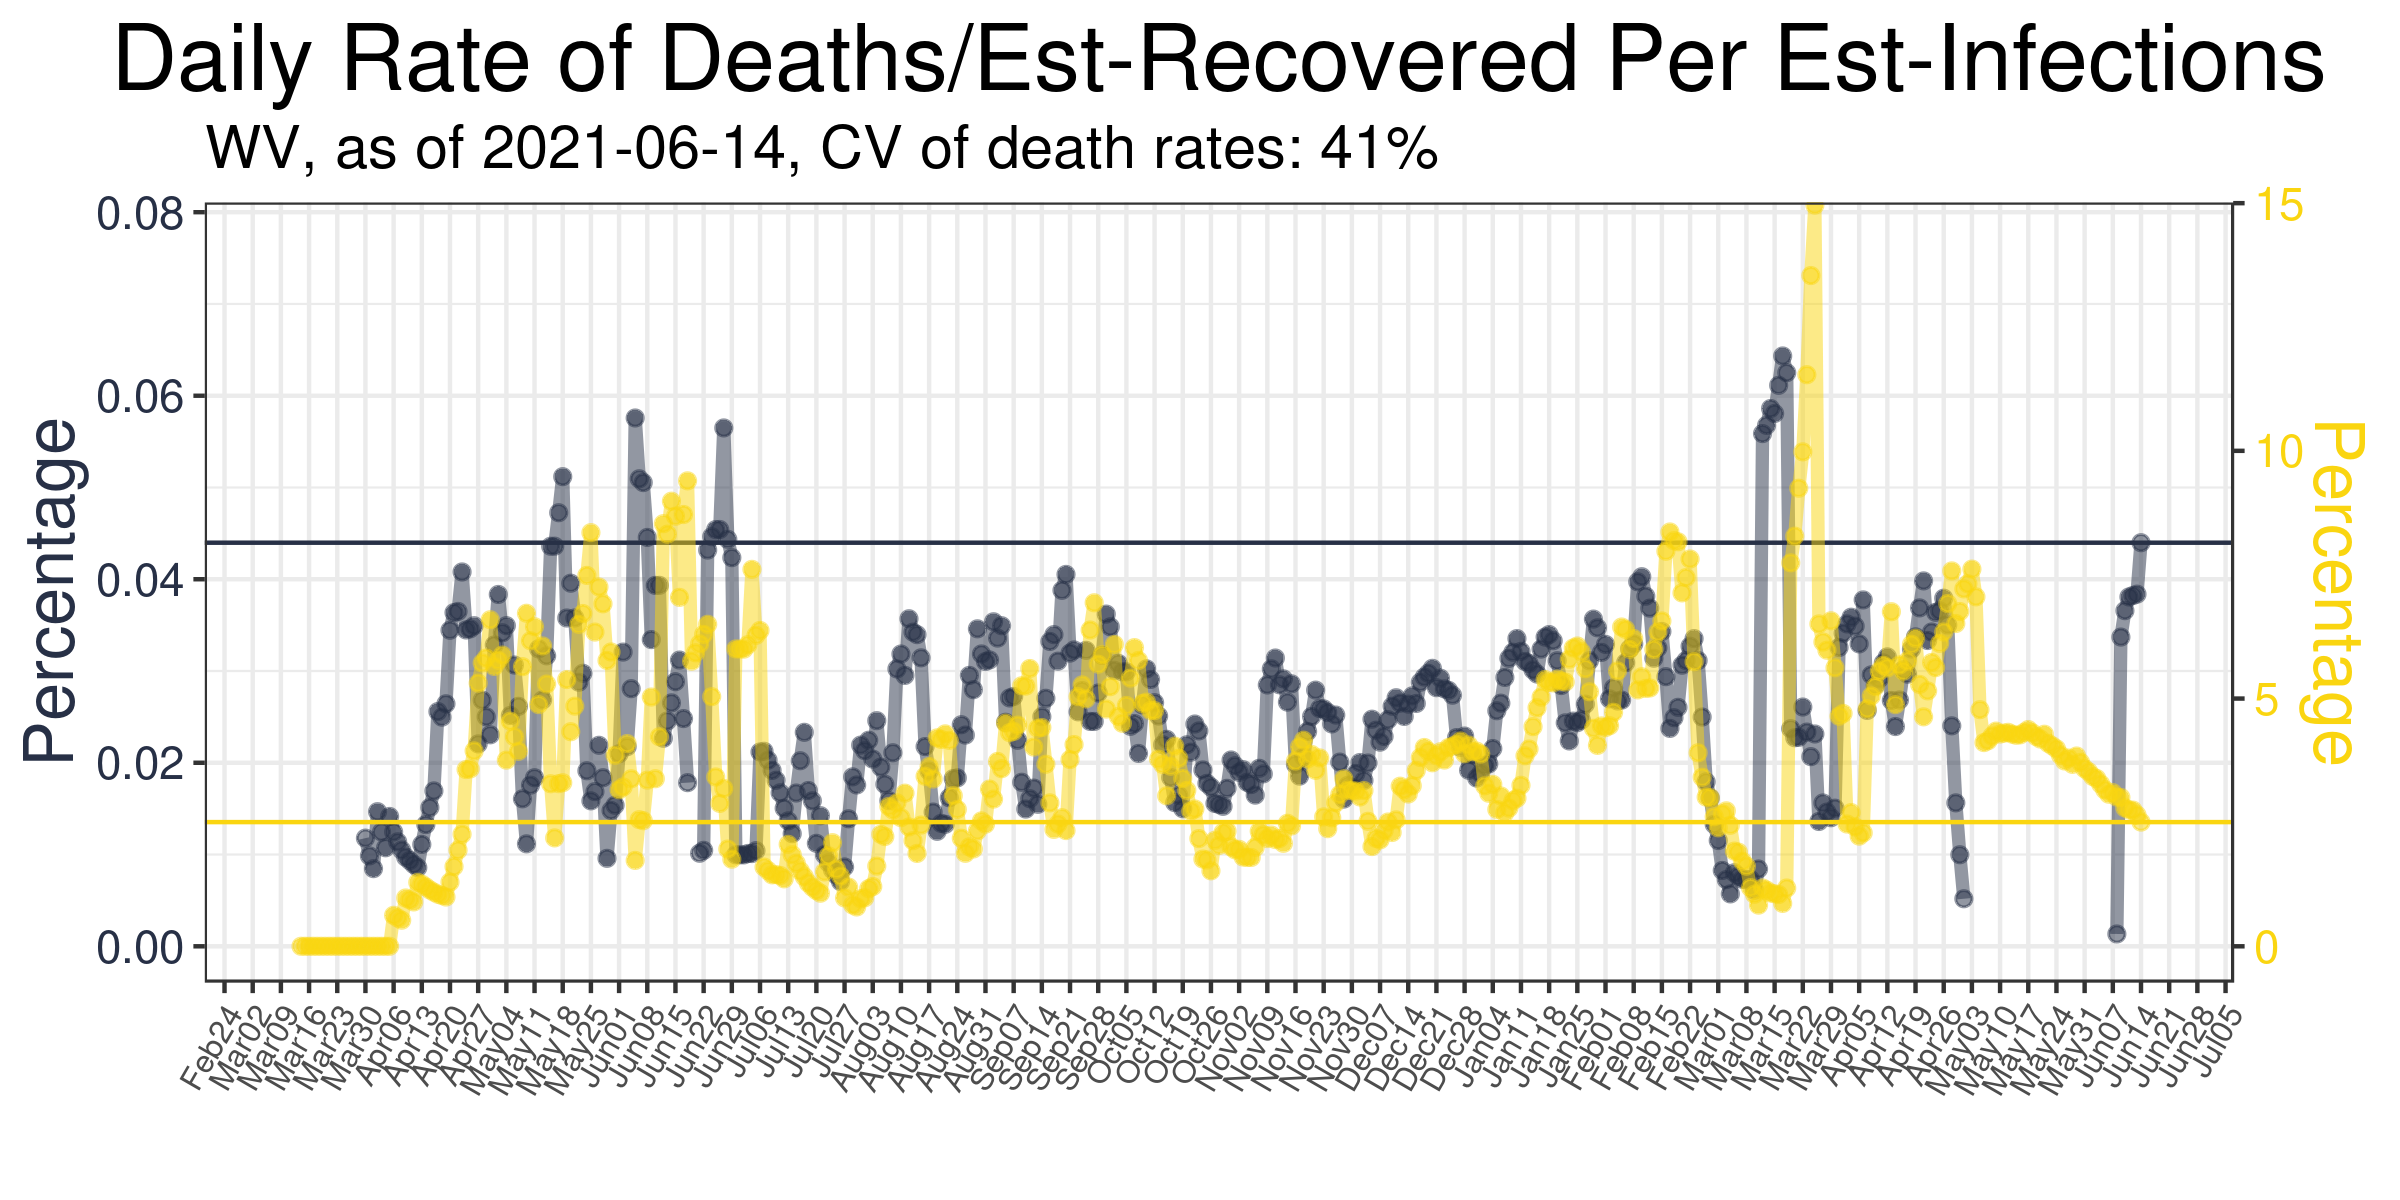 Daily Rate of Deaths/Est-Recovered Per Est-Infections
WV, as of 2021-06-14, CV of death rates: 41%
Percentage
0.08
0.06
0.04
0.02
0.00
15
10
5
0
Percentage
Feb24
Mar02
Mar09
Mar16
Mar23
Mar30
Apr06
Apr13
Apr20
Apr27
May04
May11
May18
May25
Jun01
Jun08
Jun15
Jun22
Jun29
Jul06
Jul13
Jul20
Jul27
Aug03
Aug10
Aug17
Aug24
Aug31
Sep07
Sep14
Sep21
Sep28
Oct05
Oct12
Oct19
Oct26
Nov02
Nov09
Nov16
Nov23
Nov30
Dec07
Dec14
Dec21
Dec28
Jan04
Jan11
Jan18
Jan25
Feb01
Feb08
Feb15
Feb22
Mar01
Mar08
Mar15
Mar22
Mar29
Apr05
Apr12
Apr19
Apr26
May03
May10
May17
May24
May31
Jun07
Jun14
Jun21
Jun28
Jul05